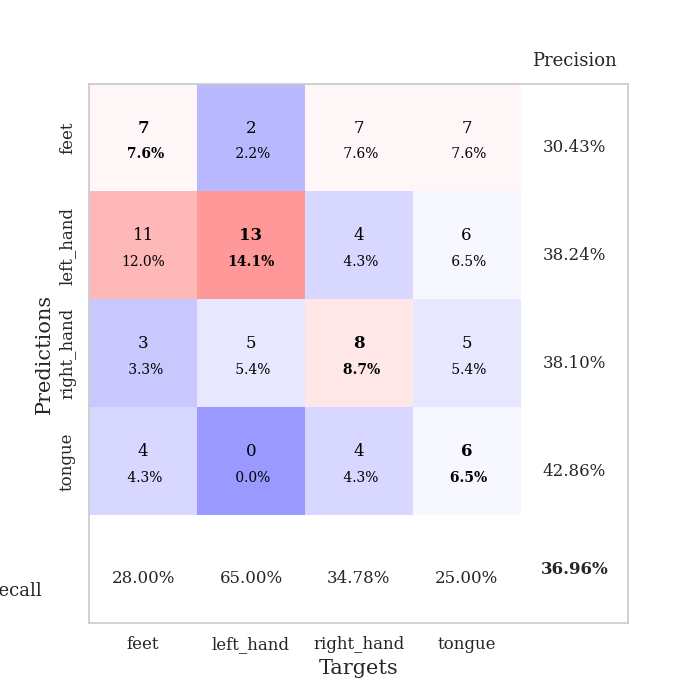 Precision
feet 7 2 7 7 30.43%
7.6% 2.2% 7.6% 7.6%
left_hand 11 13 4 6 38.24%
12.0% 14.1% 4.3% 6.5%
Predictions
right_hand 3 5 8 5 38.10%
3.3% 5.4% 8.7% 5.4%
tongue 4 0 4 6 42.86%
4.3% 0.0% 4.3% 6.5%
ecall 28.00% 65.00% 34.78% 25.00% 36.96%
feet left_hand right_hand tongue
Targets